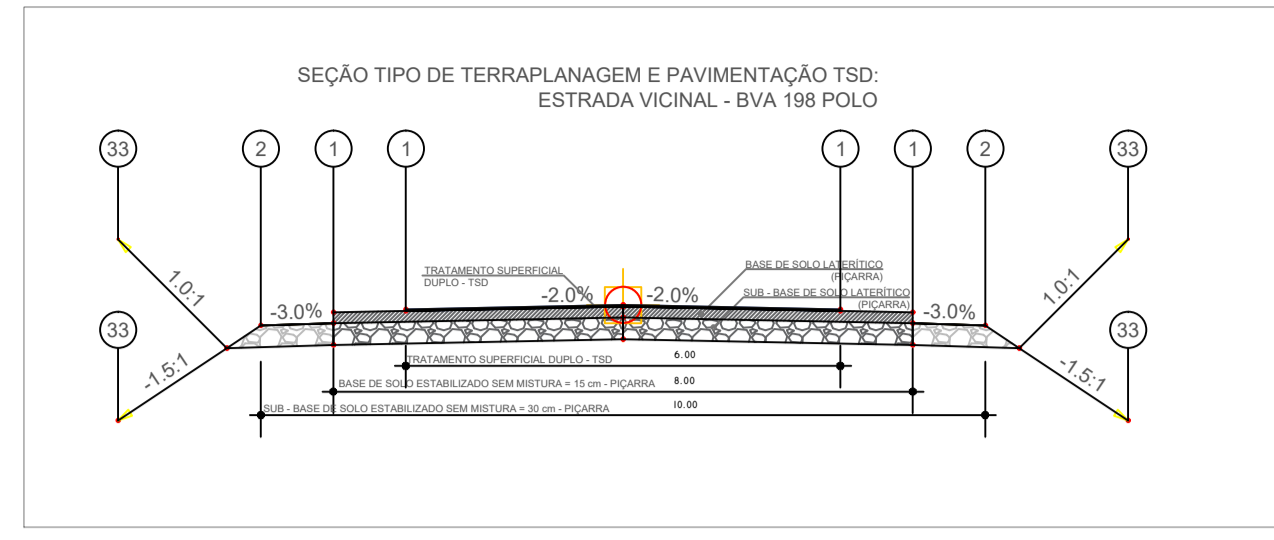 SEÇÃO TIPO DE TERRAPLANAGEM E PAVIMENTAÇÃO TSD:
ESTRADA VICINAL - BVA 198 POLO
33
2
1
1
1
1
2
33
TRATAMENTO SUPERFICIAL
DUPLO - TSD
BASE DE SOLO LATERÍTICO
(PIÇARRA)
SUB - BASE DE SOLO LATERÍTICO
(PIÇARRA)
1.0:1
-3.0%
-2.0%
-2.0%
-3.0%
1.0:1
33
33
-1.5:1
-1.5:1
TRATAMENTO SUPERFICIAL DUPLO - TSD 6.00
BASE DE SOLO ESTABILIZADO SEM MISTURA = 15 cm - PIÇARRA 8.00
SUB - BASE DE SOLO ESTABILIZADO SEM MISTURA = 30 cm - PIÇARRA 10.00